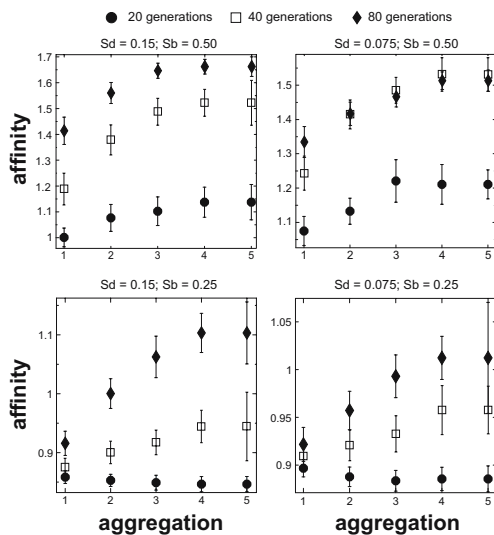 20 generations 40 generations 80 generations
Sd = 0.15; Sb = 0.50
1.7
1.6
1.5
1.4
1.3
1.2
1.1
1
affinity
1 2 3 4 5
Sd = 0.075; Sb = 0.50
1.5
1.4
1.3
1.2
1.1
1 2 3 4 5
Sd = 0.15; Sb = 0.25
1.1
1
0.9
affinity
1 2 3 4 5
aggregation
Sd = 0.075; Sb = 0.25
1.05
1
0.95
0.9
1 2 3 4 5
aggregation